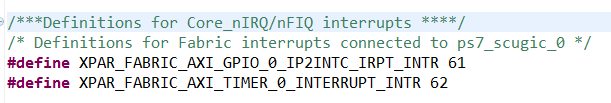 /***Definitions for Core_nIRQ/nFIQ interrupts ****/
/* Definitions for Fabric interrupts connected to ps7_scugic_0 */
#define XPAR_FABRIC_AXI_GPIO_0_IP2INTC_IRPT_INTR 61
#define XPAR_FABRIC_AXI_TIMER_0_INTERRUPT_INTR 62